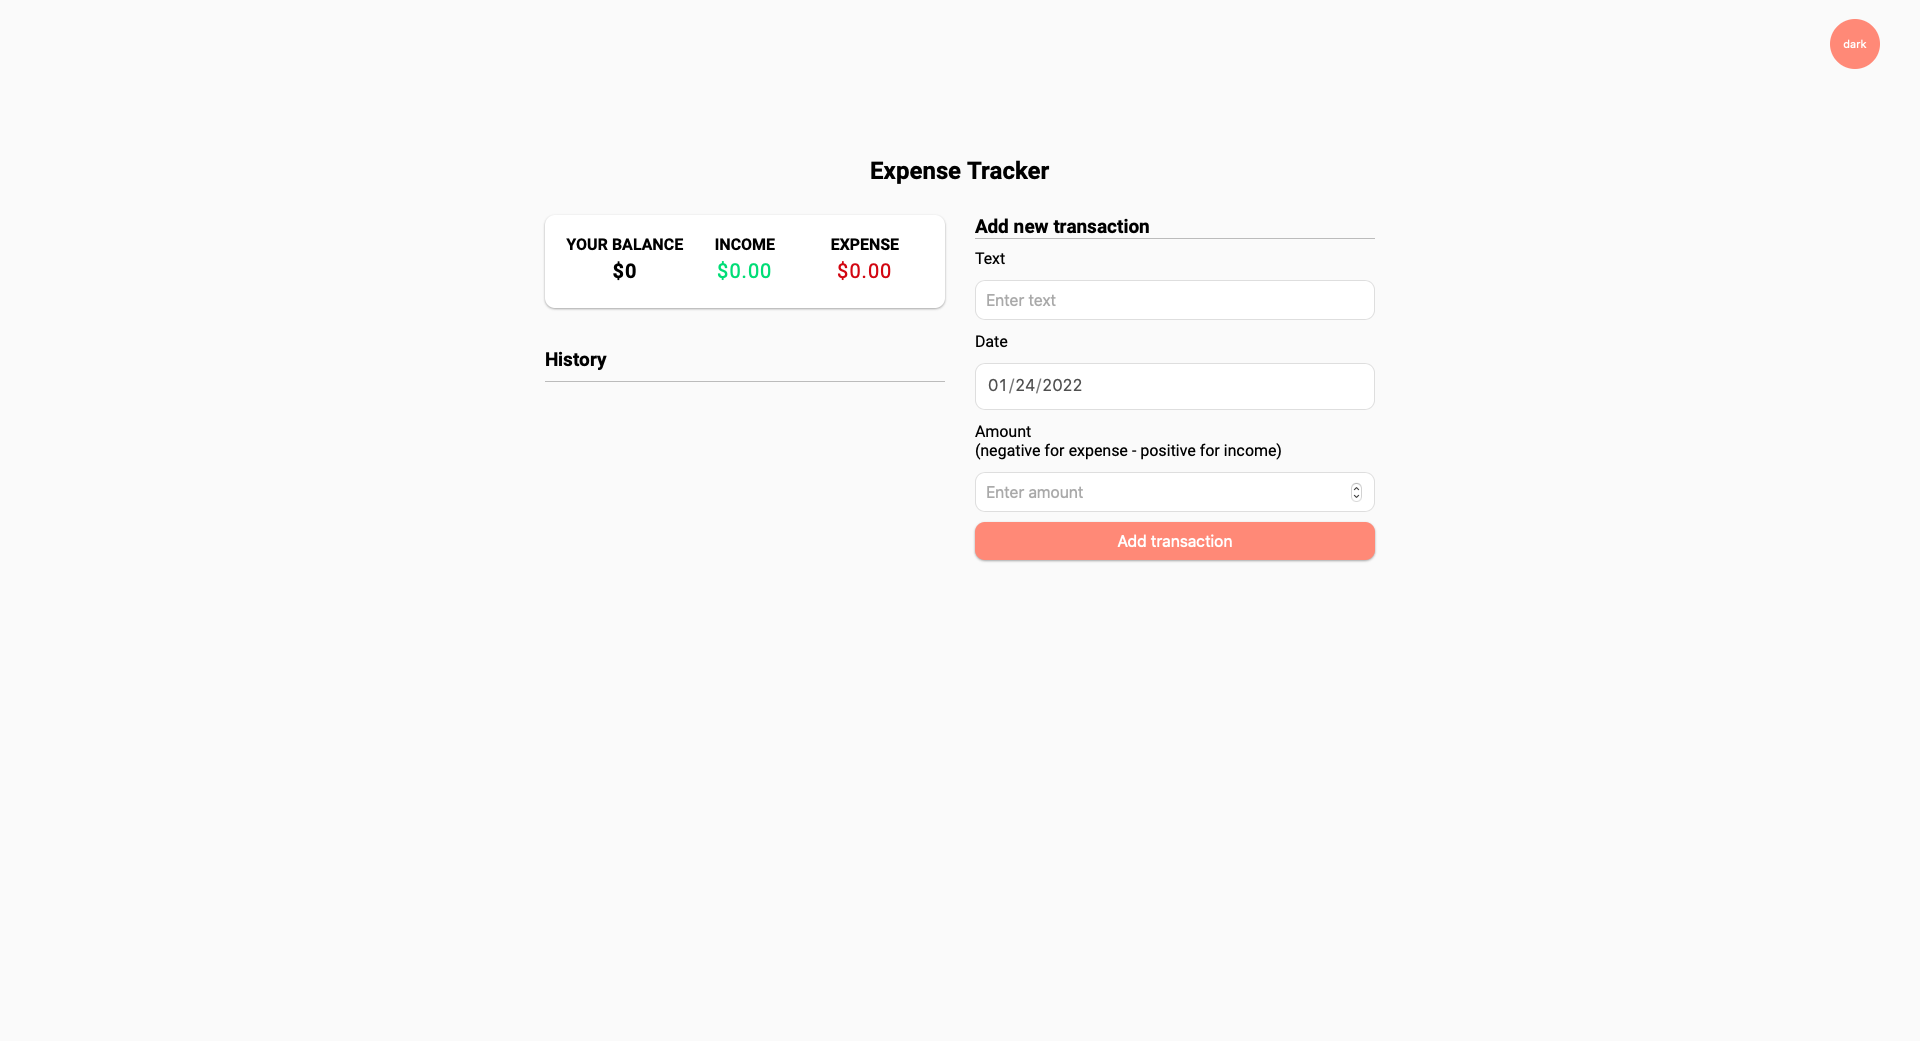 dark
Expense Tracker
YOUR BALANCE INCOME EXPENSE
$0 $0.00 $0.00
History
Add new transaction
Text
Enter text
Date
01/24/2022
Amount
(negative for expense - positive for income)
Enter amount
Add transaction